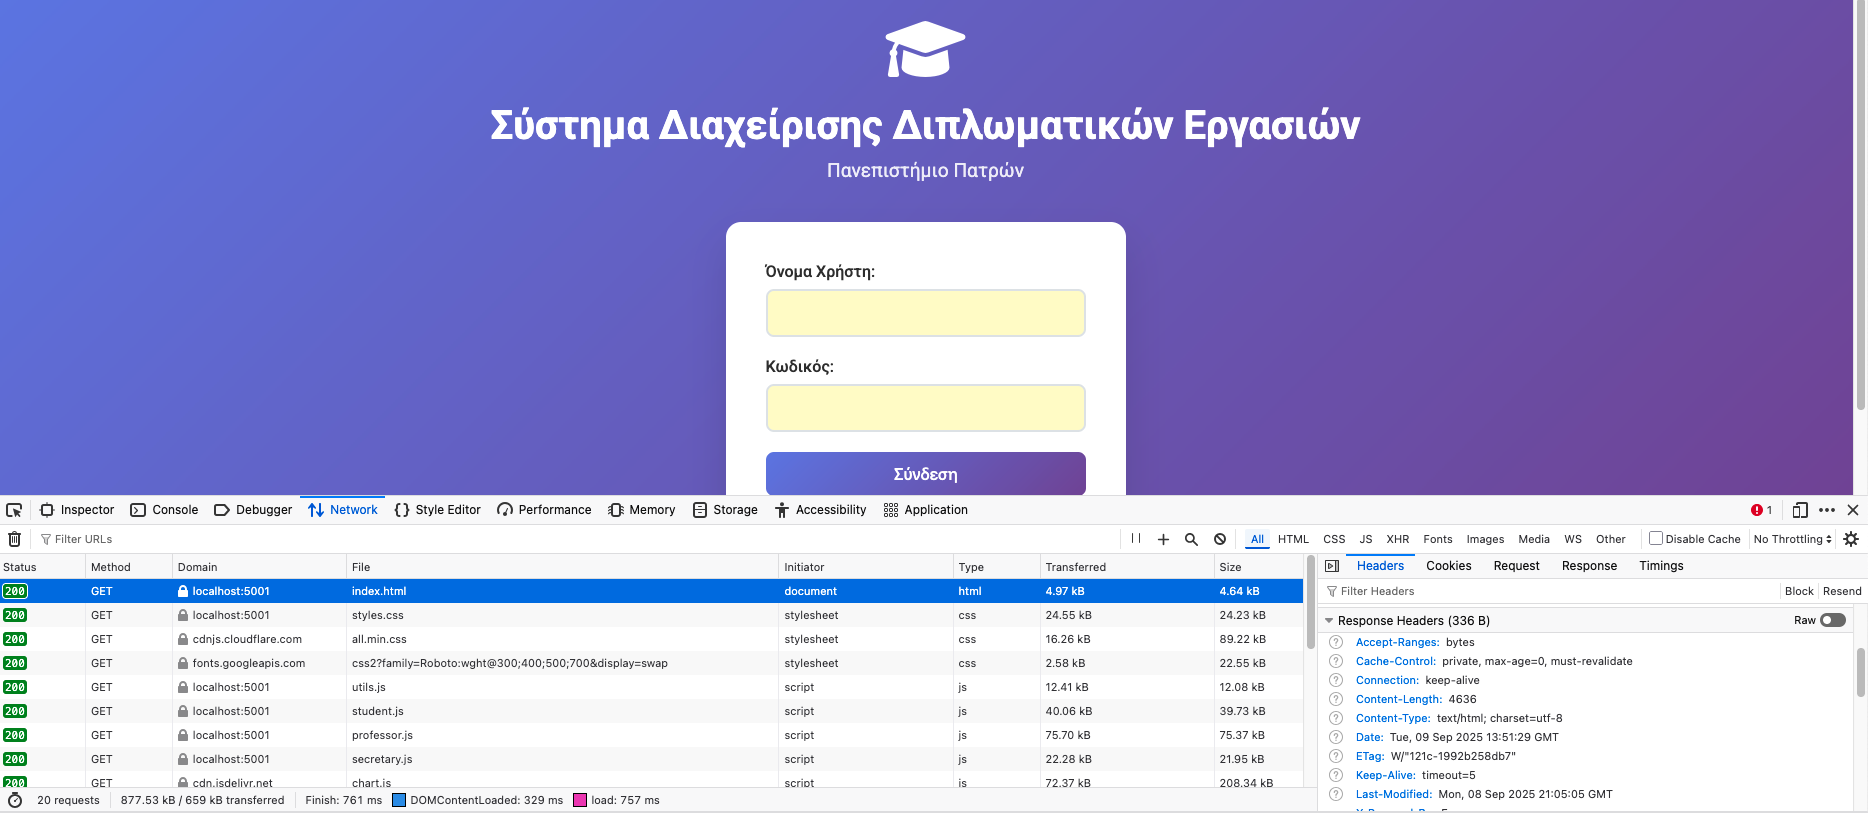 Σύστημα Διαχείρισης Διπλωματικών Εργασιών
Πανεπιστήμιο Πατρών
Όνομα Χρήστη:
Κωδικός:
Σύνδεση
Inspector Console Debugger Network Style Editor Performance Memory Storage Accessibility Application 1
Filter URLs All HTML CSS JS XHR Fonts Images Media WS Other Disable Cache No Throttling
Status Method Domain File Initiator Type Transferred Size
200 GET localhost:5001 index.html document html 4.97 kB 4.64 kB
200 GET localhost:5001 styles.css stylesheet css 24.55 kB 24.23 kB
200 GET cdnjs.cloudflare.com all.min.css stylesheet css 16.26 kB 89.22 kB
200 GET fonts.googleapis.com css2?family=Roboto:wght@300;400;500;700&display=swap stylesheet css 2.58 kB 22.55 kB
200 GET localhost:5001 utils.js script js 12.41 kB 12.08 kB
200 GET localhost:5001 student.js script js 40.06 kB 39.73 kB
200 GET localhost:5001 professor.js script js 75.70 kB 75.37 kB
200 GET localhost:5001 secretary.js script js 22.28 kB 21.95 kB
200 GET cdn.jsdelivr.net chart.js script js 72.37 kB 208.34 kB
20 requests 877.53 kB / 659 kB transferred Finish: 761 ms DOMContentLoaded: 329 ms load: 757 ms
Headers Cookies Request Response Timings
Filter Headers Block Resend
Response Headers (336 B) Raw
Accept-Ranges: bytes
Cache-Control: private, max-age=0, must-revalidate
Connection: keep-alive
Content-Length: 4636
Content-Type: text/html; charset=utf-8
Date: Tue, 09 Sep 2025 13:51:29 GMT
ETag: W/"121c-1992b258db7"
Keep-Alive: timeout=5
Last-Modified: Mon, 08 Sep 2025 21:05:05 GMT